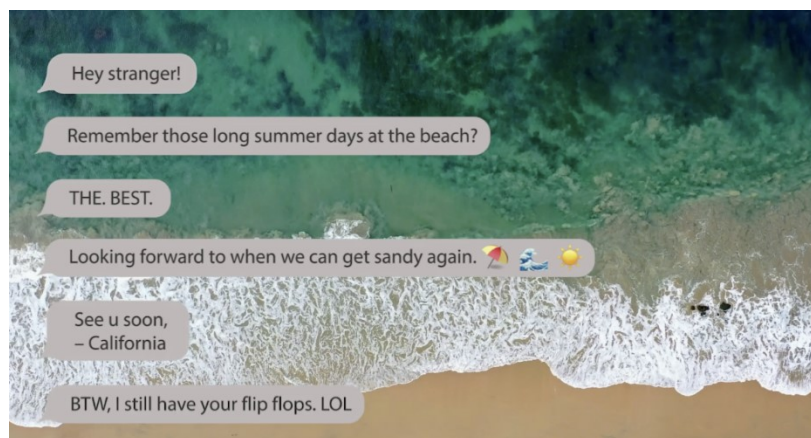 Hey stranger!
Remember those long summer days at the beach?
THE. BEST.
Looking forward to when we can get sandy again. ⛱️ 🌊 ☀️
See u soon,
– California
BTW, I still have your flip flops. LOL